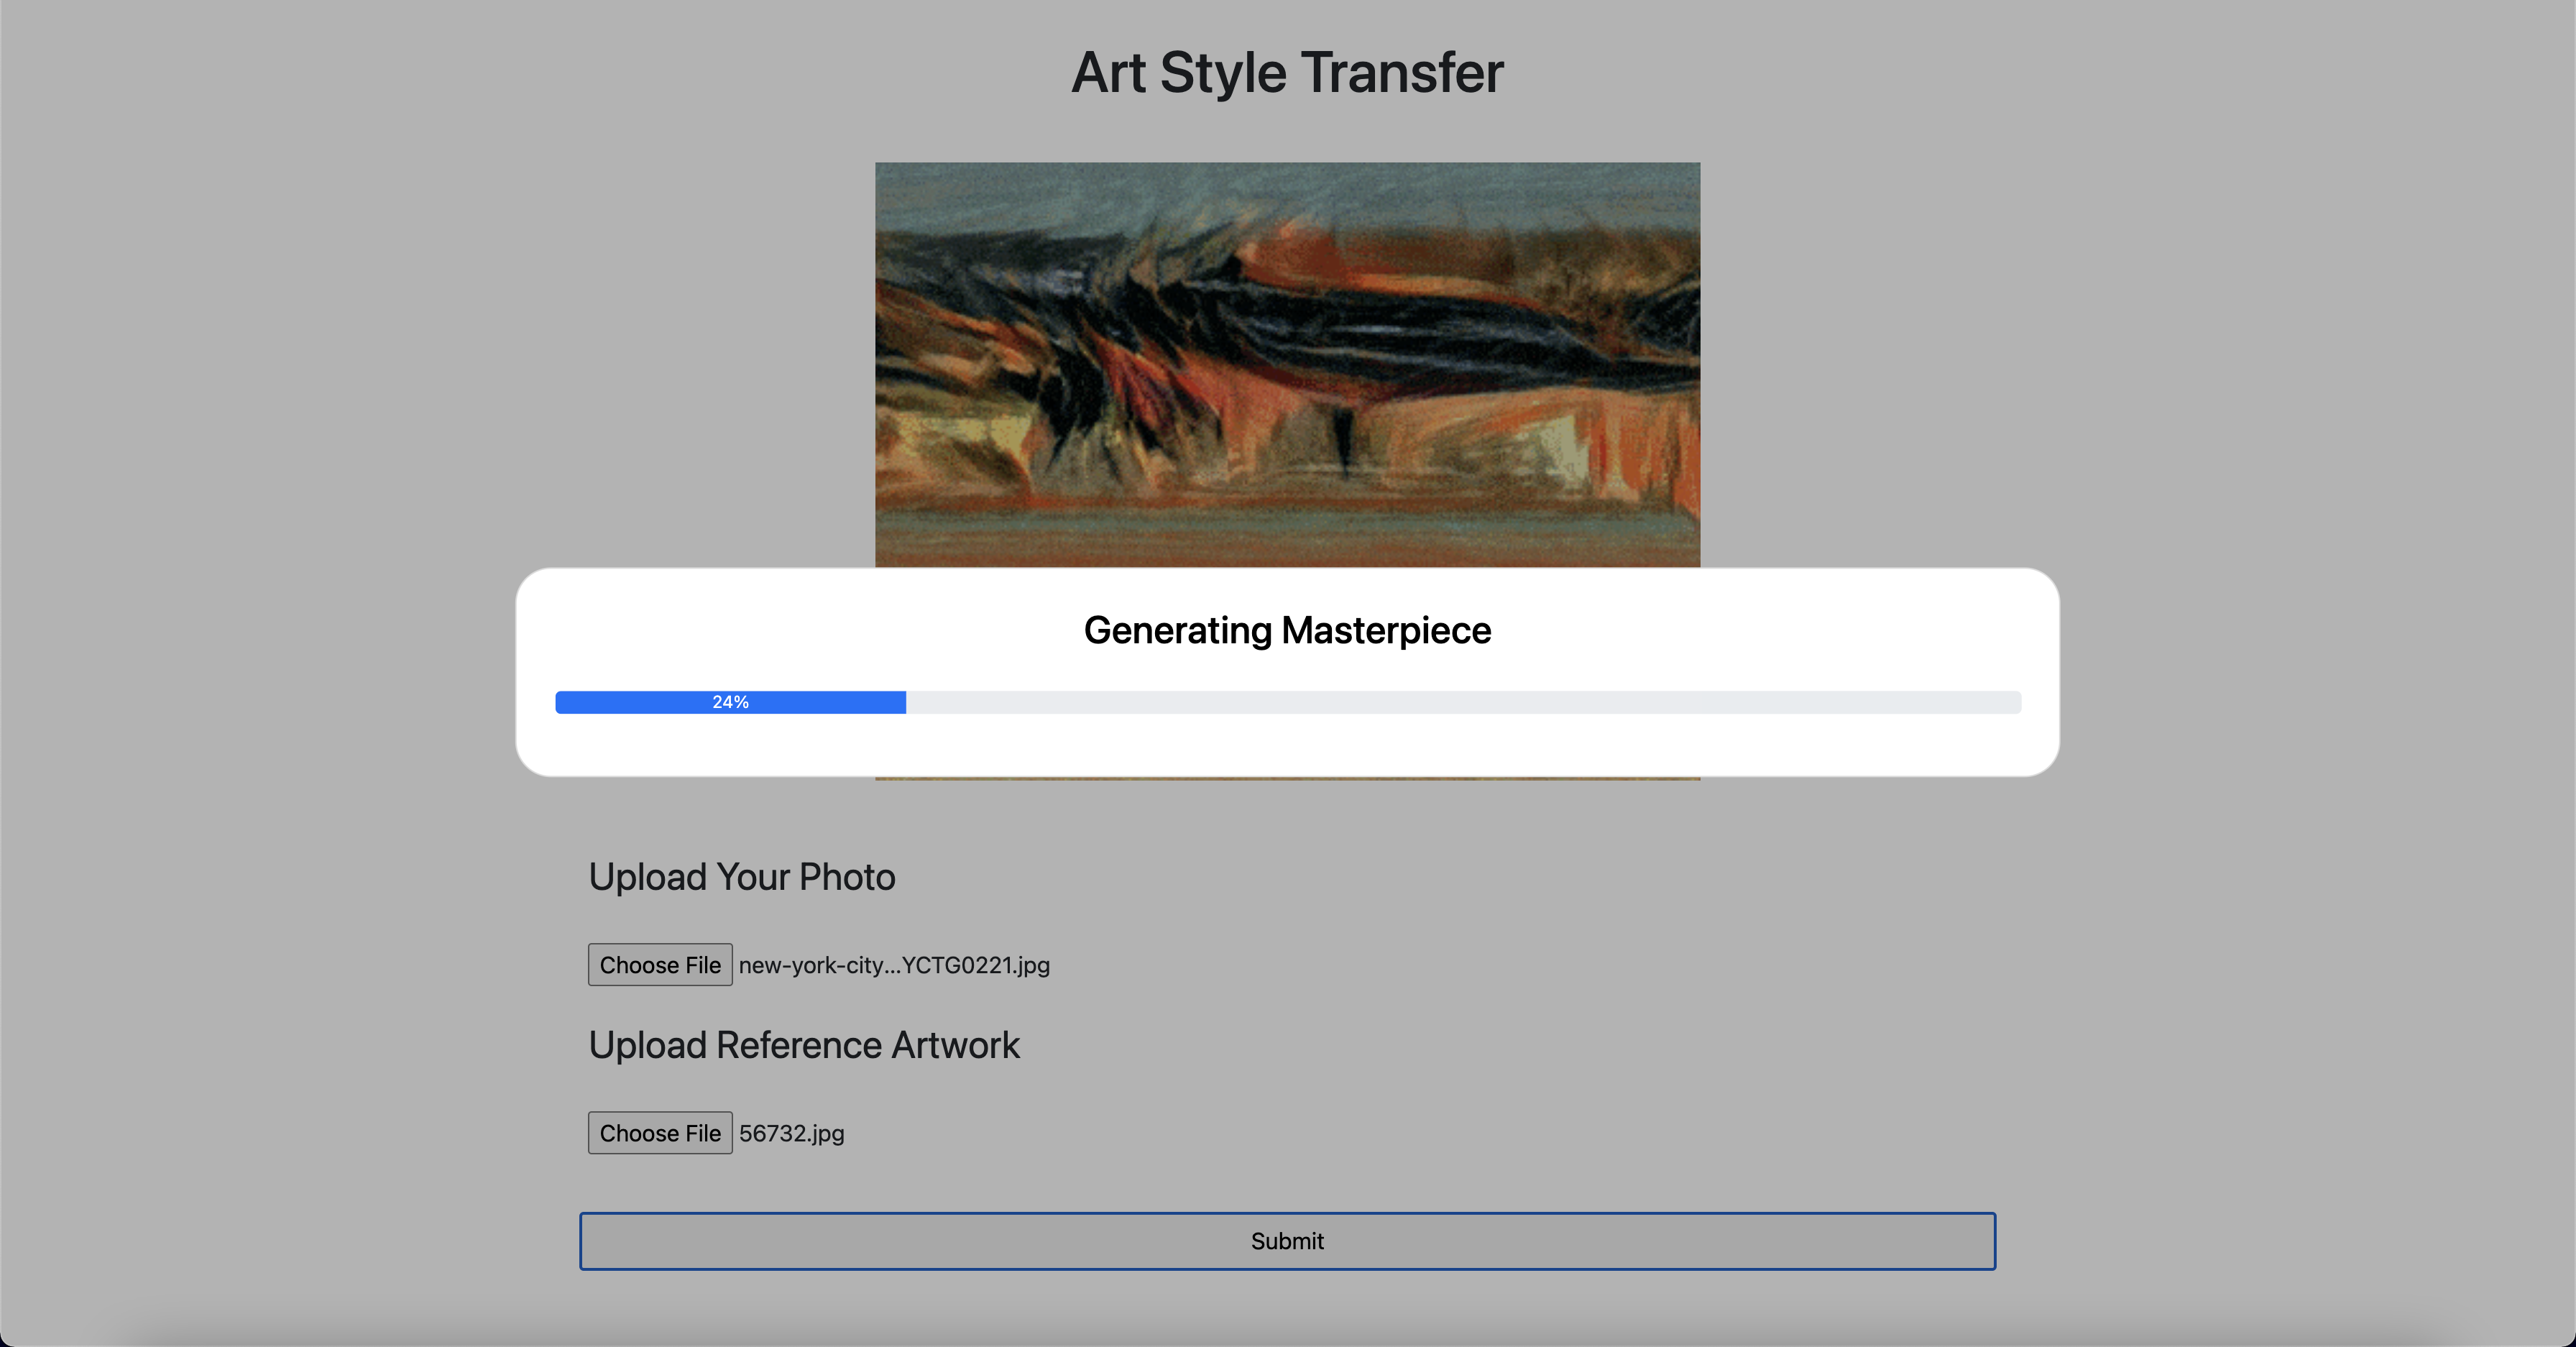 Art Style Transfer
Generating Masterpiece
24%
Upload Your Photo
Choose File new-york-city...YCTG0221.jpg
Upload Reference Artwork
Choose File 56732.jpg
Submit